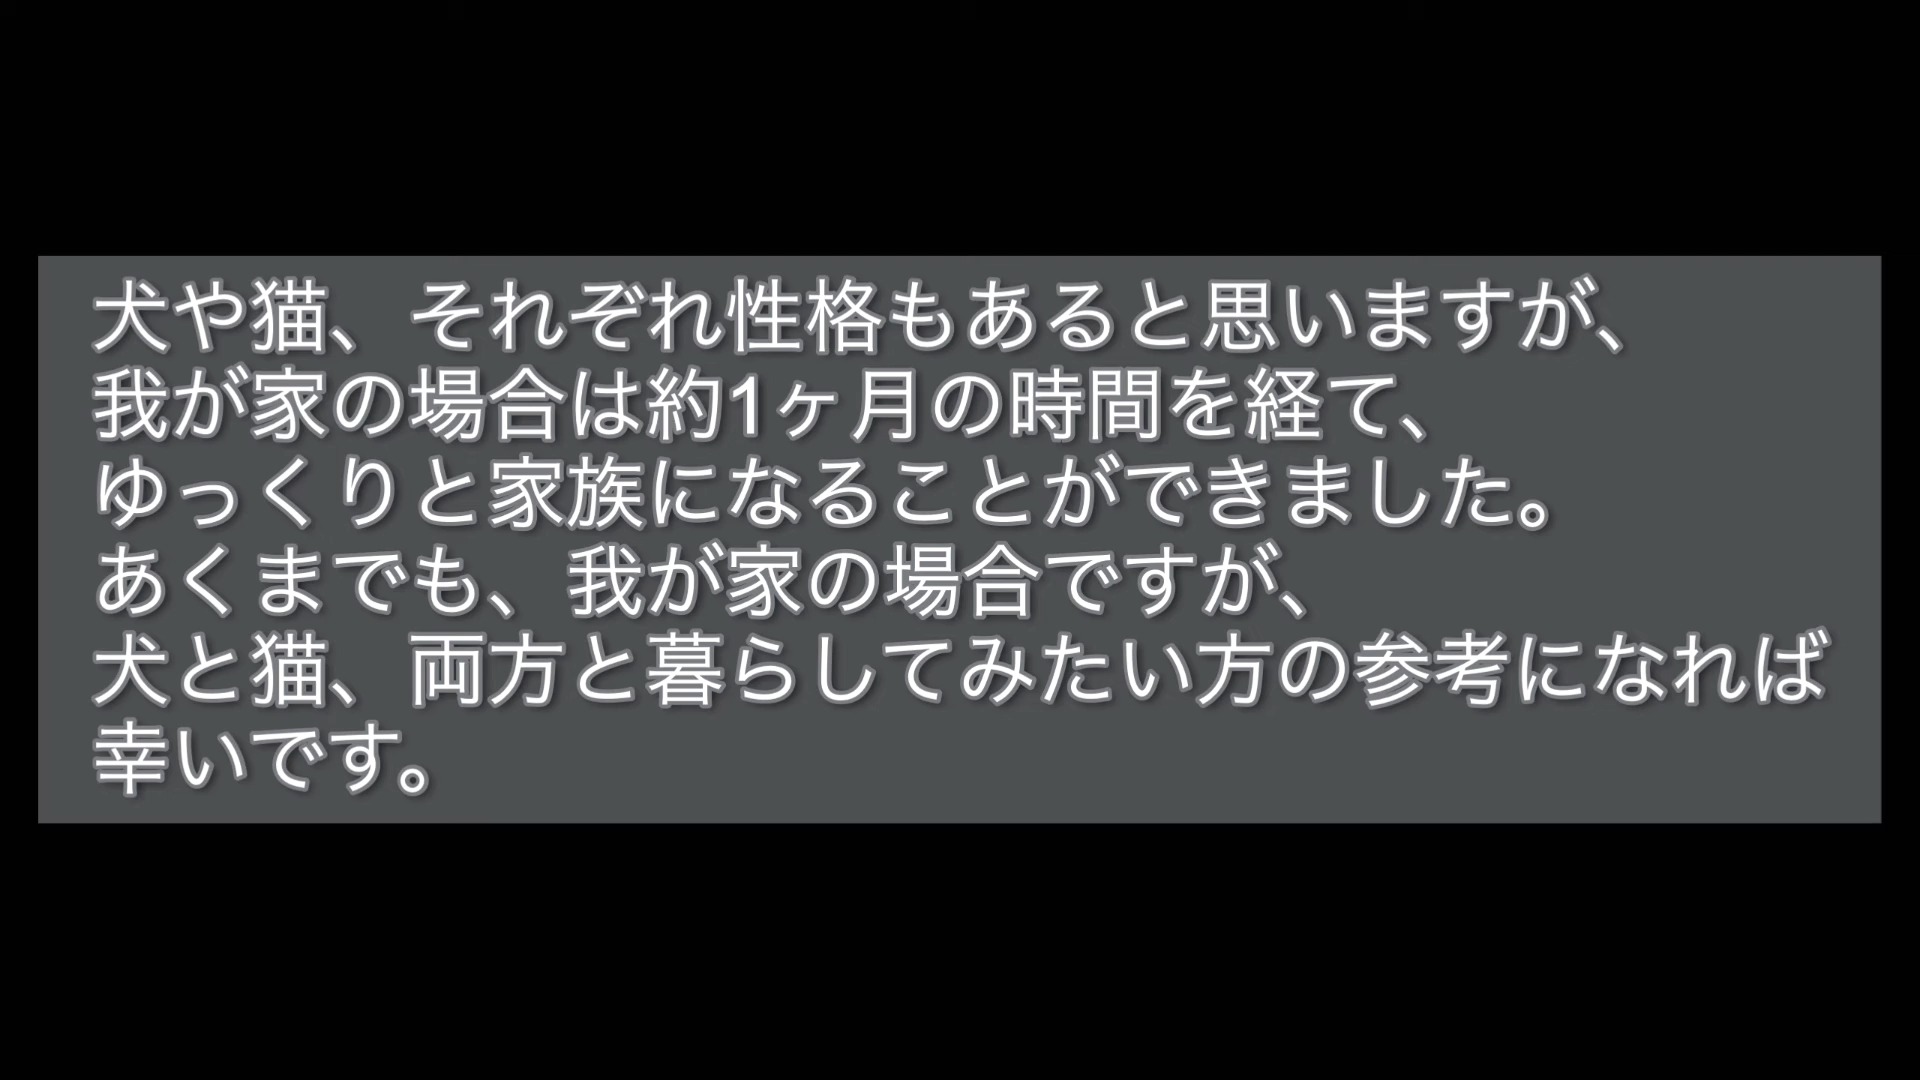 犬や猫、それぞれ性格もあると思いますが、
我が家の場合は約1ヶ月の時間を経て、
ゆっくりと家族になることができました。
あくまでも、我が家の場合ですが、
犬と猫、両方と暮らしてみたい方の参考になれば
幸いです。